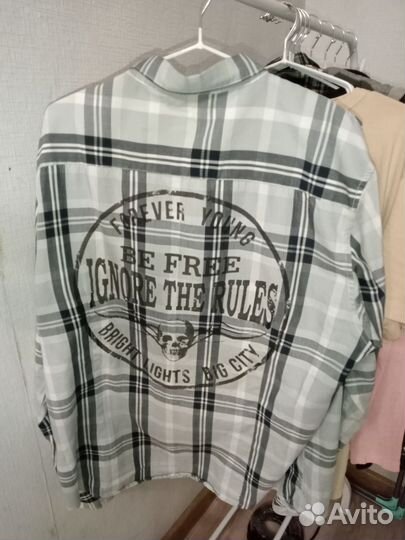 FOREVER YOUNG
BE FREE
IGNORE THE RULES
BRIGHT LIGHTS BIG CITY
Avito